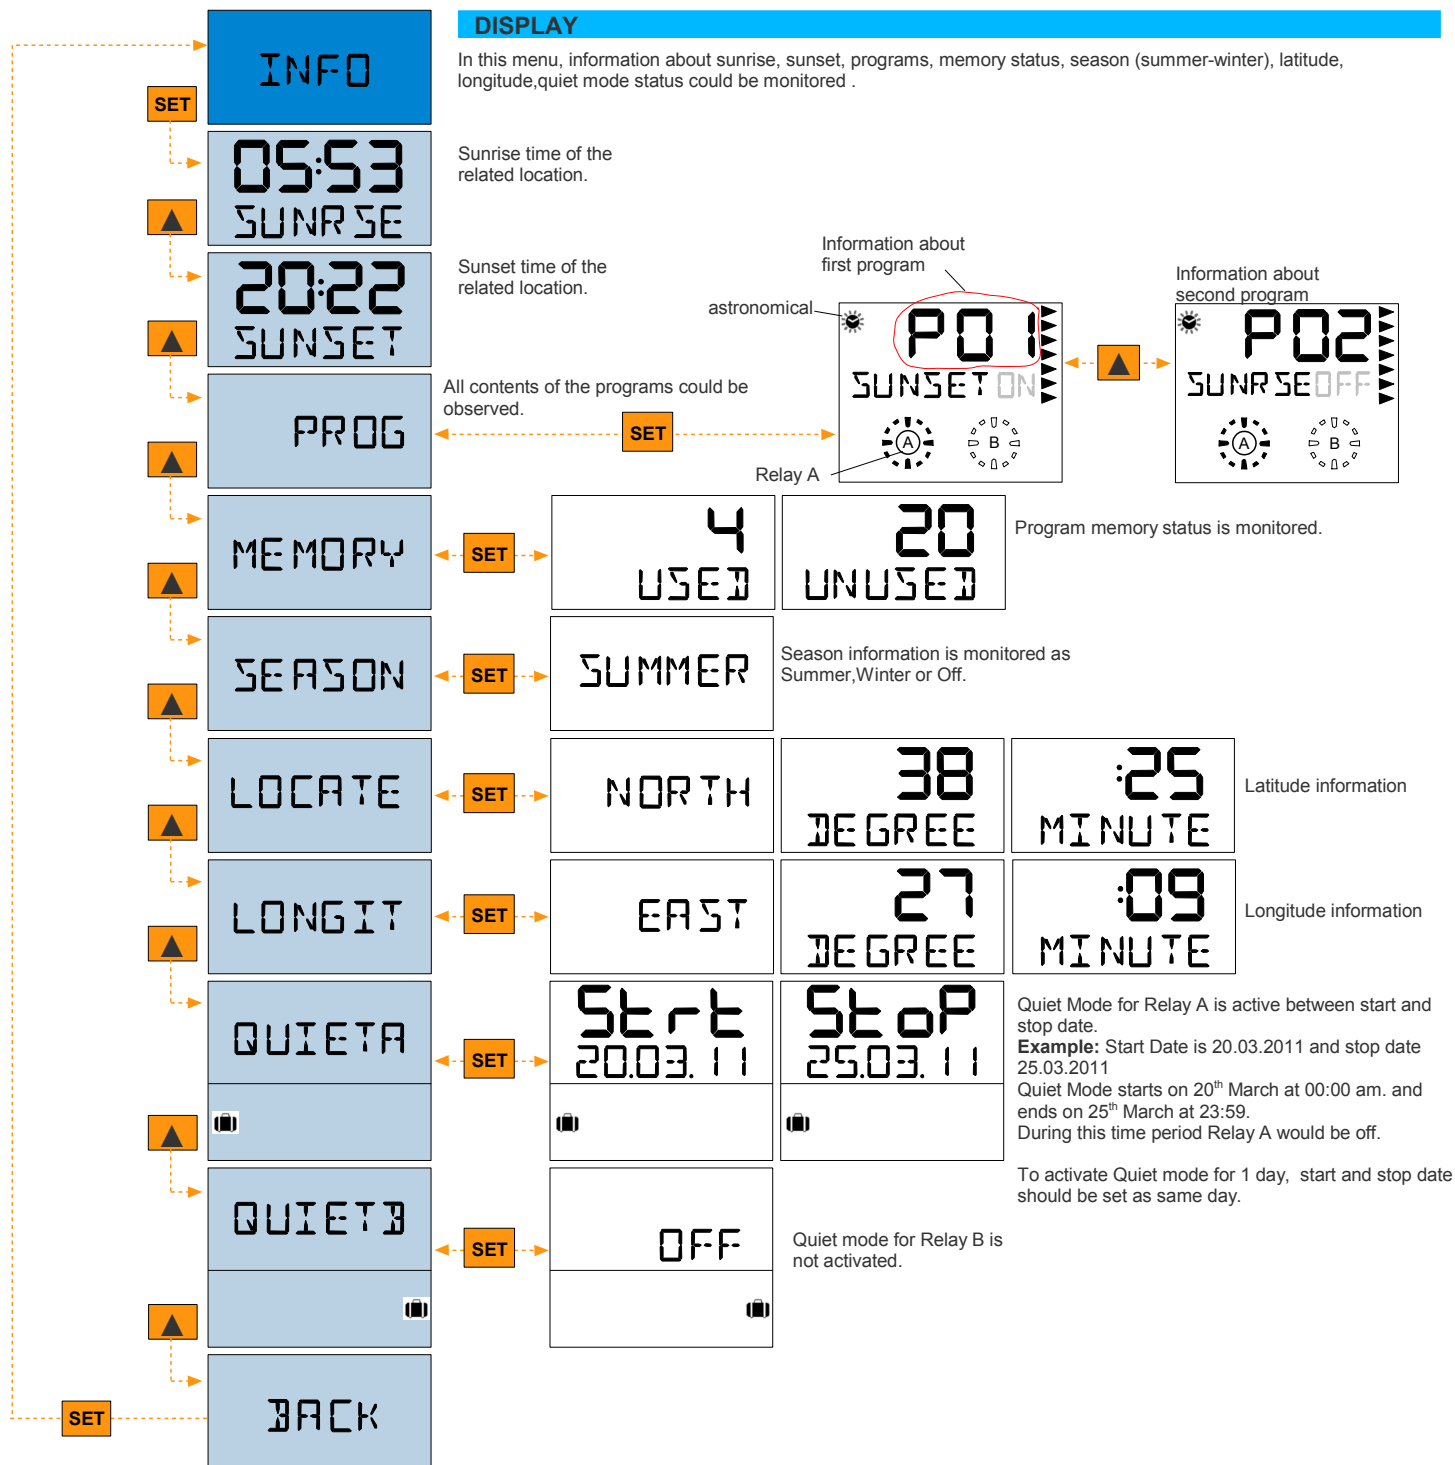 DISPLAY
In this menu, information about sunrise, sunset, programs, memory status, season (summer-winter), latitude,
longitude,quiet mode status could be monitored .
INFO
SET
05:53
SUNRSE
Sunrise time of the
related location.
▲
20:22
SUNSET
Sunset time of the
related location.
▲
PROG
All contents of the programs could be
observed.
SET
Information about
first program
astronomical
P01
SUNSET ON
A
B
Relay A
▲
Information about
second program
P02
SUNRSE OFF
A
B
▲
MEMORY
SET
4
USED
20
UNUSED
Program memory status is monitored.
▲
SEASON
SET
SUMMER
Season information is monitored as
Summer,Winter or Off.
▲
LOCATE
SET
NORTH
38
DEGREE
:25
MINUTE
Latitude information
▲
LONGIT
SET
EAST
27
DEGREE
:09
MINUTE
Longitude information
▲
QUIETA
SET
Strt
20.03.11
StoP
25.03.11
Quiet Mode for Relay A is active between start and
stop date.
Example: Start Date is 20.03.2011 and stop date
25.03.2011
Quiet Mode starts on 20th March at 00:00 am. and
ends on 25th March at 23:59.
During this time period Relay A would be off.
To activate Quiet mode for 1 day, start and stop date
should be set as same day.
▲
QUIETB
SET
OFF
Quiet mode for Relay B is
not activated.
▲
BACK
SET